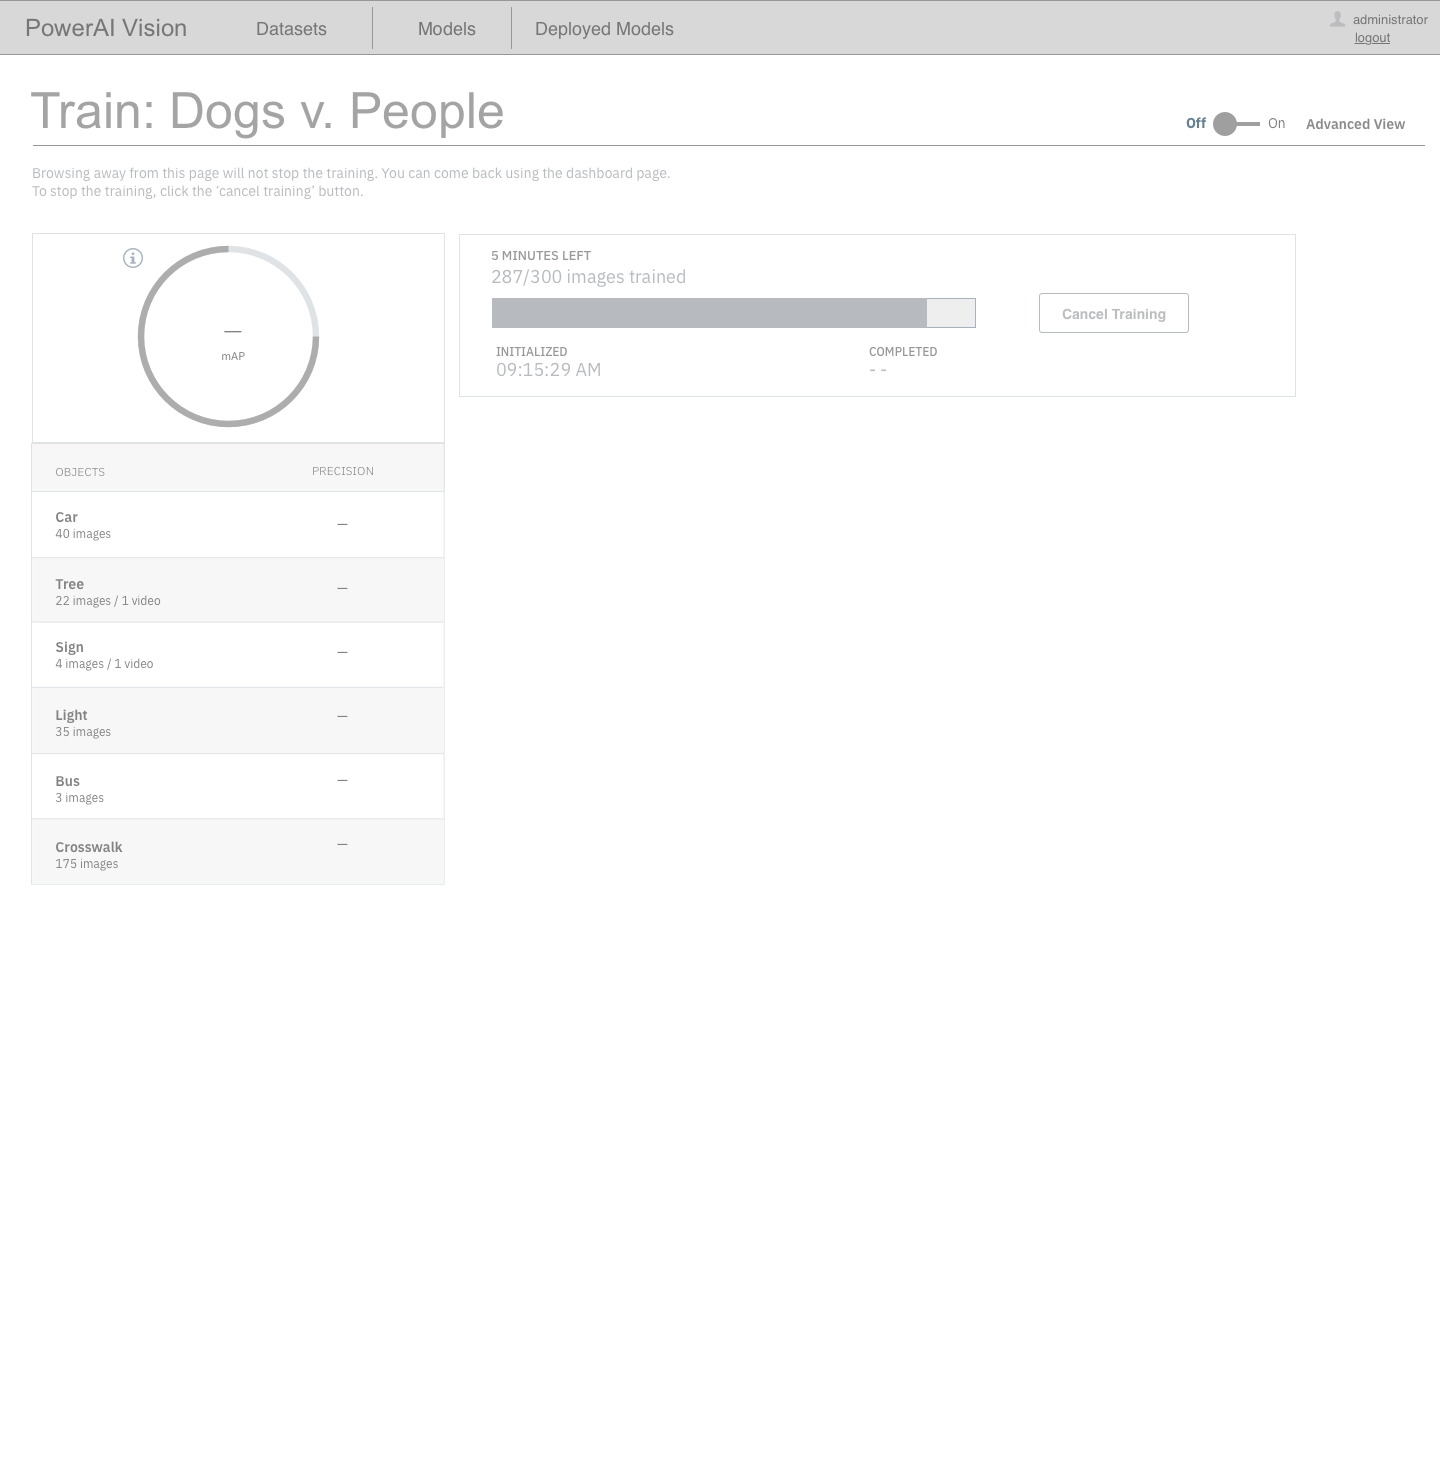 PowerAI Vision
Datasets
Models
Deployed Models
administrator
logout
Train: Dogs v. People
Off
On
Advanced View
Browsing away from this page will not stop the training. You can come back using the dashboard page.
To stop the training, click the ‘cancel training’ button.
—
mAP
5 MINUTES LEFT
287/300 images trained
Cancel Training
INITIALIZED
COMPLETED
09:15:29 AM
- -
OBJECTS
PRECISION
Car
40 images
—
Tree
22 images / 1 video
—
Sign
4 images / 1 video
—
Light
35 images
—
Bus
3 images
—
Crosswalk
175 images
—